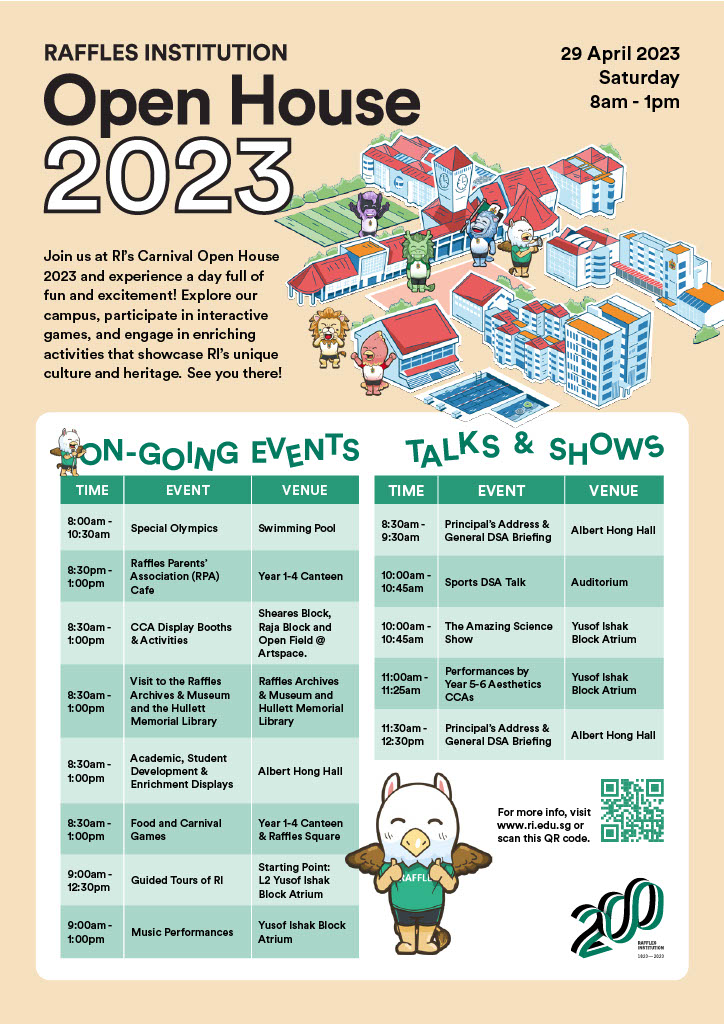 RAFFLES INSTITUTION
Open House
2023
29 April 2023
Saturday
8am - 1pm
Join us at RI's Carnival Open House
2023 and experience a day full of
fun and excitement! Explore our
campus, participate in interactive
games, and engage in enriching
activities that showcase RI's unique
culture and heritage. See you there!
ON-GOING EVENTS
TIME EVENT VENUE
8:00am -
10:30am
Special Olympics
Swimming Pool
8:30pm -
1:00pm
Raffles Parents'
Association (RPA)
Cafe
Year 1-4 Canteen
8:30am -
1:00pm
CCA Display Booths
& Activities
Sheares Block,
Raja Block and
Open Field @
Artspace.
8:30am -
1:00pm
Visit to the Raffles
Archives & Museum
and the Hullett
Memorial Library
Raffles Archives
& Museum and
Hullett Memorial
Library
8:30am -
1:00pm
Academic, Student
Development &
Enrichment Displays
Albert Hong Hall
8:30am -
1:00pm
Food and Carnival
Games
Year 1-4 Canteen
& Raffles Square
9:00am -
12:30pm
Guided Tours of RI
Starting Point:
L2 Yusof Ishak
Block Atrium
9:00am -
1:00pm
Music Performances
Yusof Ishak Block
Atrium
TALKS & SHOWS
TIME EVENT VENUE
8:30am -
9:30am
Principal's Address &
General DSA Briefing
Albert Hong Hall
10:00am -
10:45am
Sports DSA Talk
Auditorium
10:00am -
10:45am
The Amazing Science
Show
Yusof Ishak
Block Atrium
11:00am -
11:25am
Performances by
Year 5-6 Aesthetics
CCAs
Yusof Ishak
Block Atrium
11:30am -
12:30pm
Principal's Address &
General DSA Briefing
Albert Hong Hall
For more info, visit
www.ri.edu.sg or
scan this QR code.
RAFFLE
200
RAFFLES
INSTITUTION
1823—2023